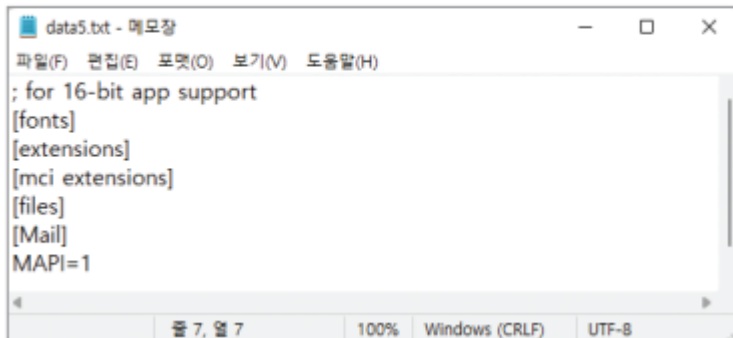 data5.txt - 메모장
파일(F) 편집(E) 포맷(O) 보기(V) 도움말(H)
; for 16-bit app support
[fonts]
[extensions]
[mci extensions]
[files]
[Mail]
MAPI=1
줄 7, 열 7 100% Windows (CRLF) UTF-8